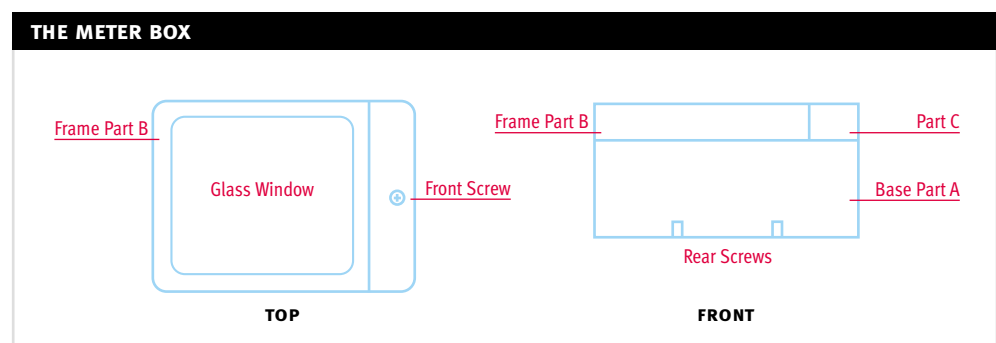 THE METER BOX
Frame Part B
Glass Window
Front Screw
TOP
Frame Part B
Part C
Base Part A
Rear Screws
FRONT